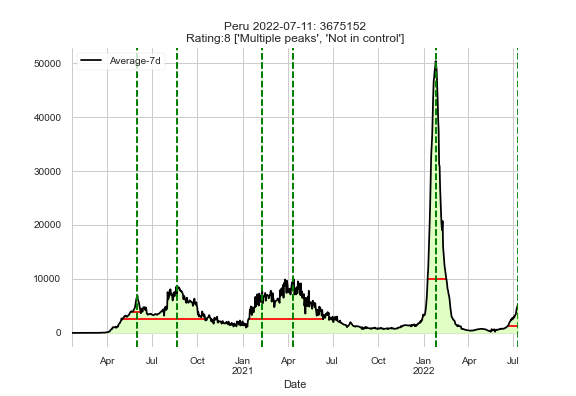 Peru 2022-07-11: 3675152
Rating:8 ['Multiple peaks', 'Not in control']
Average-7d
50000
40000
30000
20000
10000
0
Apr Jul Oct Jan Apr Jul Oct Jan Apr Jul
2021 2022
Date